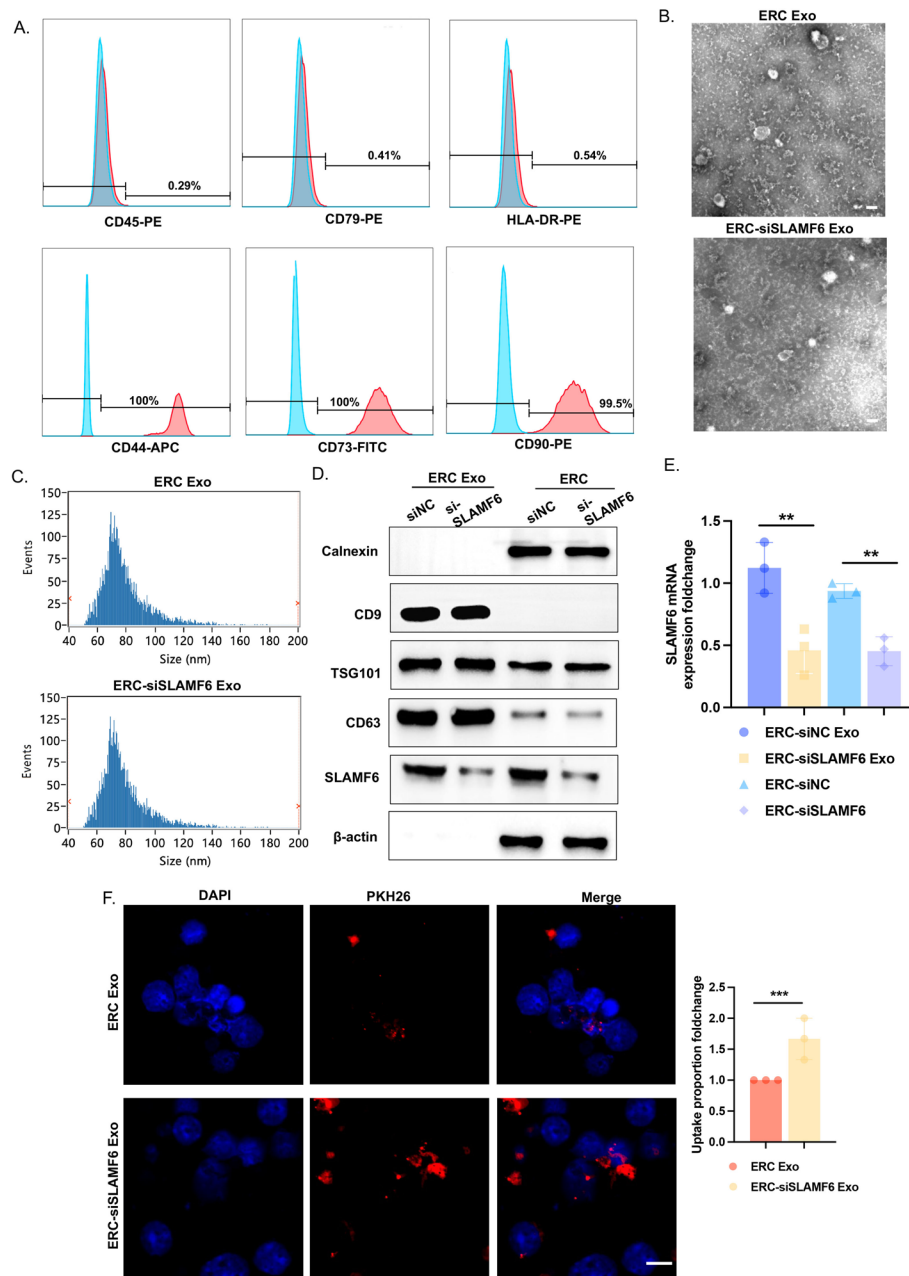 A.
0.29%
CD45-PE
0.41%
CD79-PE
0.54%
HLA-DR-PE
100%
CD44-APC
100%
CD73-FITC
99.5%
CD90-PE
B.
ERC Exo
ERC-siSLAMF6 Exo
C.
ERC Exo
Events
150
125
100
75
50
25
0
40 60 80 100 120 140 160 180 200
Size (nm)
ERC-siSLAMF6 Exo
Events
150
125
100
75
50
25
0
40 60 80 100 120 140 160 180 200
Size (nm)
D.
ERC Exo ERC
siNC si-SLAMF6 siNC si-SLAMF6
Calnexin
CD9
TSG101
CD63
SLAMF6
β-actin
E.
SLAMF6 mRNA
expression foldchange
1.5
1.0
0.5
0.0
**
**
ERC-siNC Exo
ERC-siSLAMF6 Exo
ERC-siNC
ERC-siSLAMF6
F.
DAPI PKH26 Merge
ERC Exo
ERC-siSLAMF6 Exo
Uptake proportion foldchange
2.5
2.0
1.5
1.0
0.5
0.0
***
ERC Exo
ERC-siSLAMF6 Exo